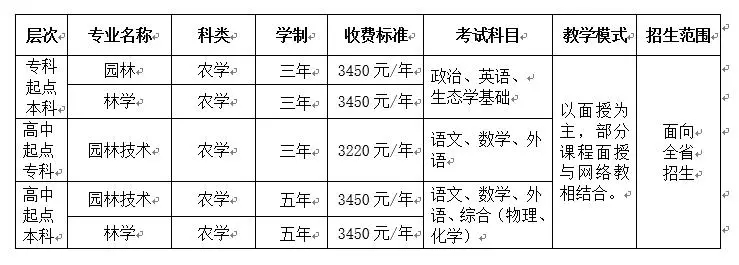 层次 专业名称 科类 学制 收费标准 考试科目 教学模式 招生范围
专科
起点
本科
园林 农学 三年 3450 元/年
林学 农学 三年 3450 元/年
政治、英语、
生态学基础
高中
起点
专科
园林技术 农学 三年 3220 元/年
语文、数学、外
语
高中
起点
本科
园林技术 农学 五年 3450 元/年
林学 农学 五年 3450 元/年
语文、数学、外
语、综合（物理、
化学）
以面授为
主，部分
课程面授
与网络教
相结合。
面向
全省
招生